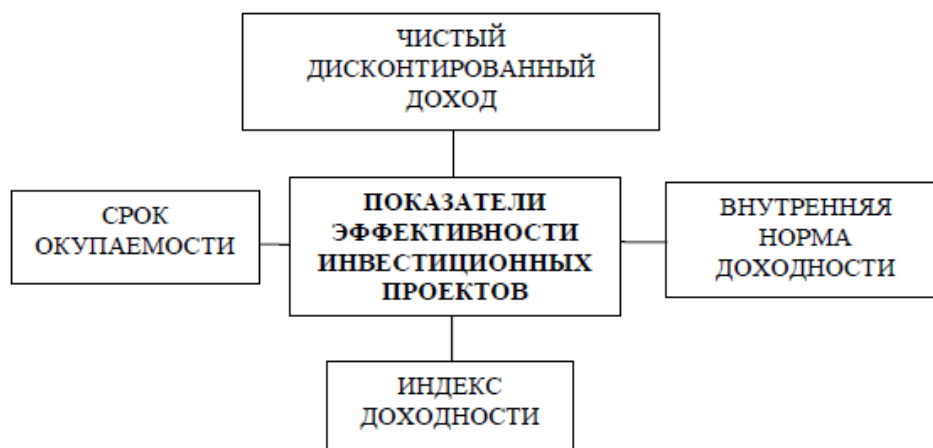 ЧИСТЫЙ
ДИСКОНТИРОВАННЫЙ
ДОХОД
СРОК
ОКУПАЕМОСТИ
ПОКАЗАТЕЛИ
ЭФФЕКТИВНОСТИ
ИНВЕСТИЦИОННЫХ
ПРОЕКТОВ
ВНУТРЕННЯЯ
НОРМА
ДОХОДНОСТИ
ИНДЕКС
ДОХОДНОСТИ